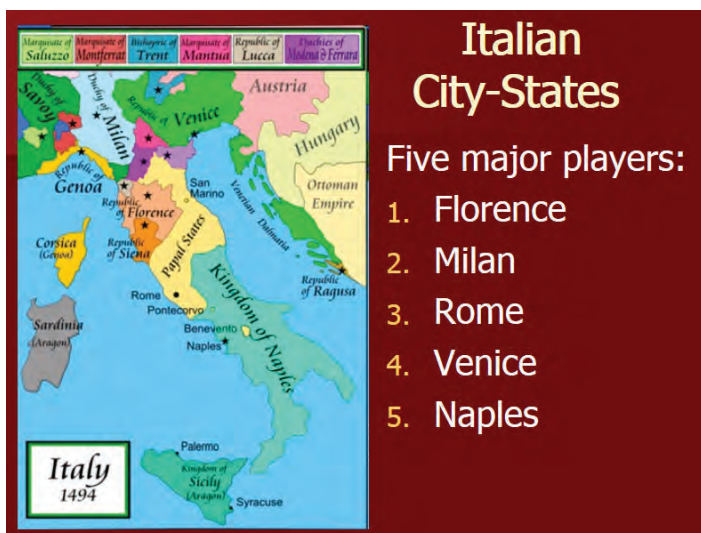 Italian
City-States
Five major players:
1. Florence
2. Milan
3. Rome
4. Venice
5. Naples
Marquisate of
Saluzzo
Marquisate of
Montferrat
Bishopric of
Trent
Marquisate of
Mantua
Republic of
Lucca
Duchies of
Modena & Ferrara
Duchy of
Savoy
Duchy of
Milan
Republic of
Venice
Austria
Hungary
Republic of
Genoa
San
Marino
Ottoman
Empire
Republic
of Florence
Venetian
Dalmatia
Corsica
(Genoa)
Republic
of Siena
Papal States
Republic
of Ragusa
Rome
Pontecorvo
Kingdom of Naples
Sardinia
(Aragon)
Benevento
Naples
Palermo
Kingdom of
Sicily
(Aragon)
Syracuse
Italy
1494